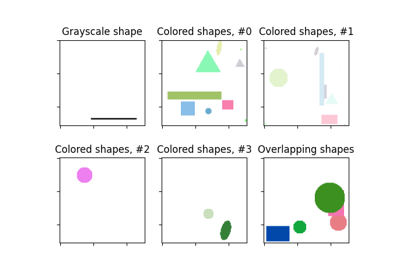 Grayscale shape
Colored shapes, #0
Colored shapes, #1
Colored shapes, #2
Colored shapes, #3
Overlapping shapes